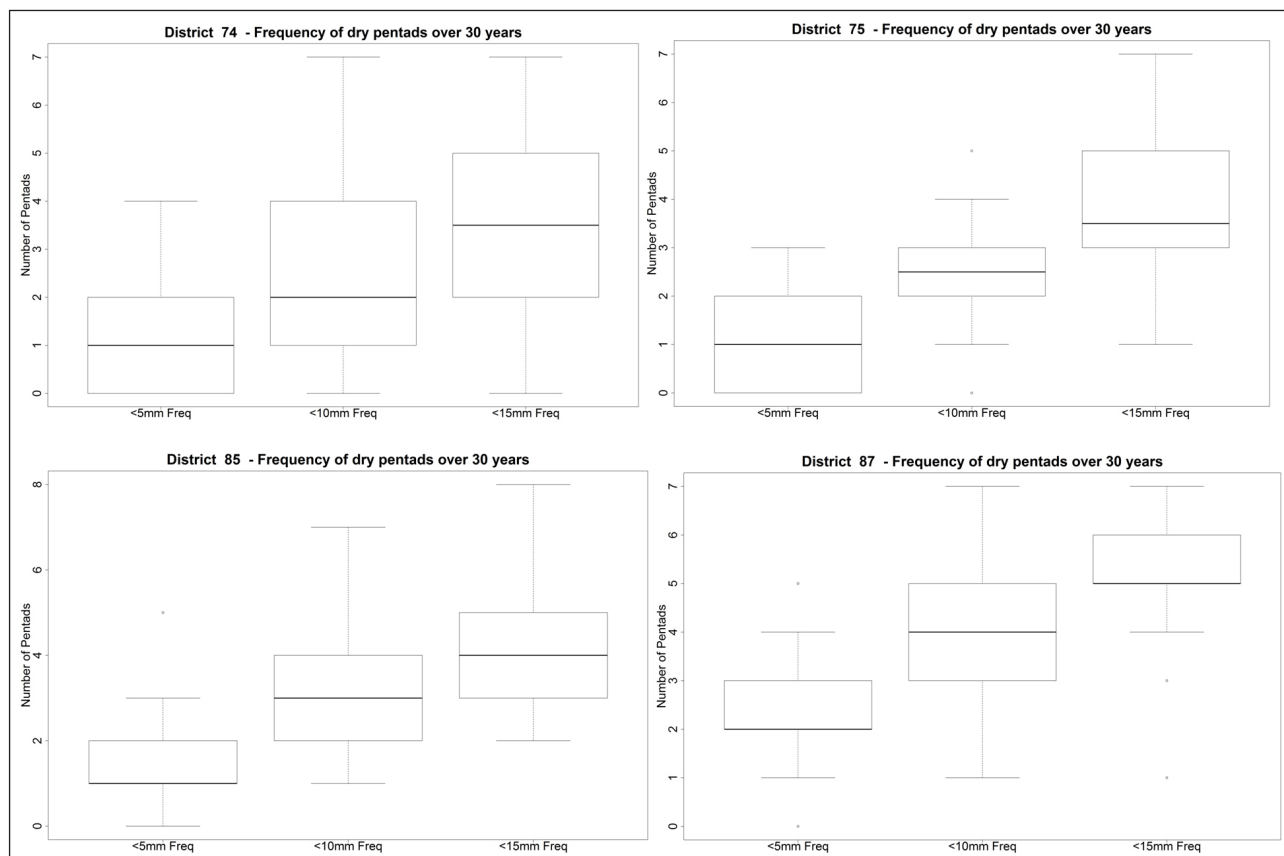 District 74 - Frequency of dry pentads over 30 years
Number of Pentads
7
6
5
4
3
2
1
0
<5mm Freq
<10mm Freq
<15mm Freq
District 75 - Frequency of dry pentads over 30 years
Number of Pentads
7
6
5
4
3
2
1
0
<5mm Freq
<10mm Freq
<15mm Freq
District 85 - Frequency of dry pentads over 30 years
Number of Pentads
8
6
4
2
0
<5mm Freq
<10mm Freq
<15mm Freq
District 87 - Frequency of dry pentads over 30 years
Number of Pentads
7
6
5
4
3
2
1
0
<5mm Freq
<10mm Freq
<15mm Freq